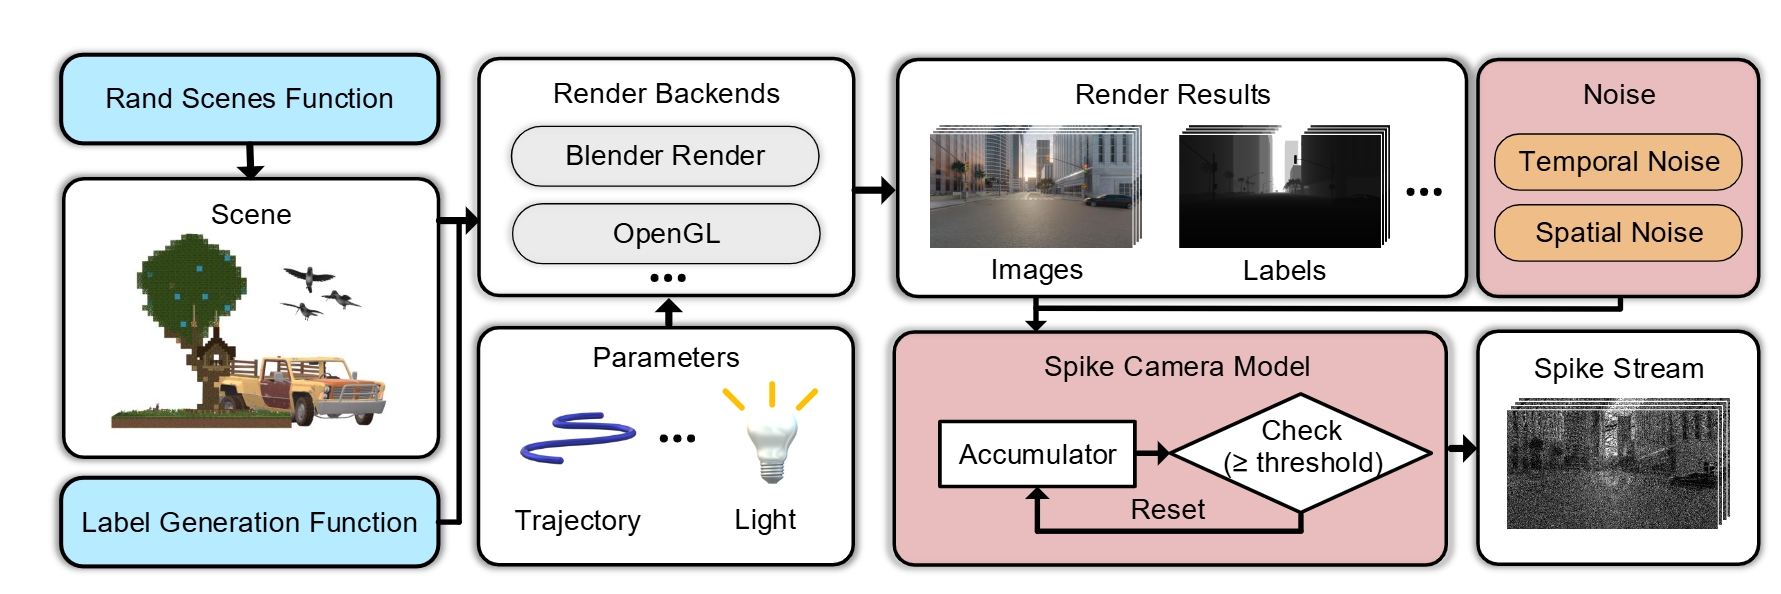 Rand Scenes Function
Scene
Label Generation Function
Render Backends
Blender Render
OpenGL
...
Parameters
...
Trajectory
Light
Render Results
...
Images
Labels
Noise
Temporal Noise
Spatial Noise
Spike Camera Model
Accumulator
Check
(≥ threshold)
Reset
Spike Stream